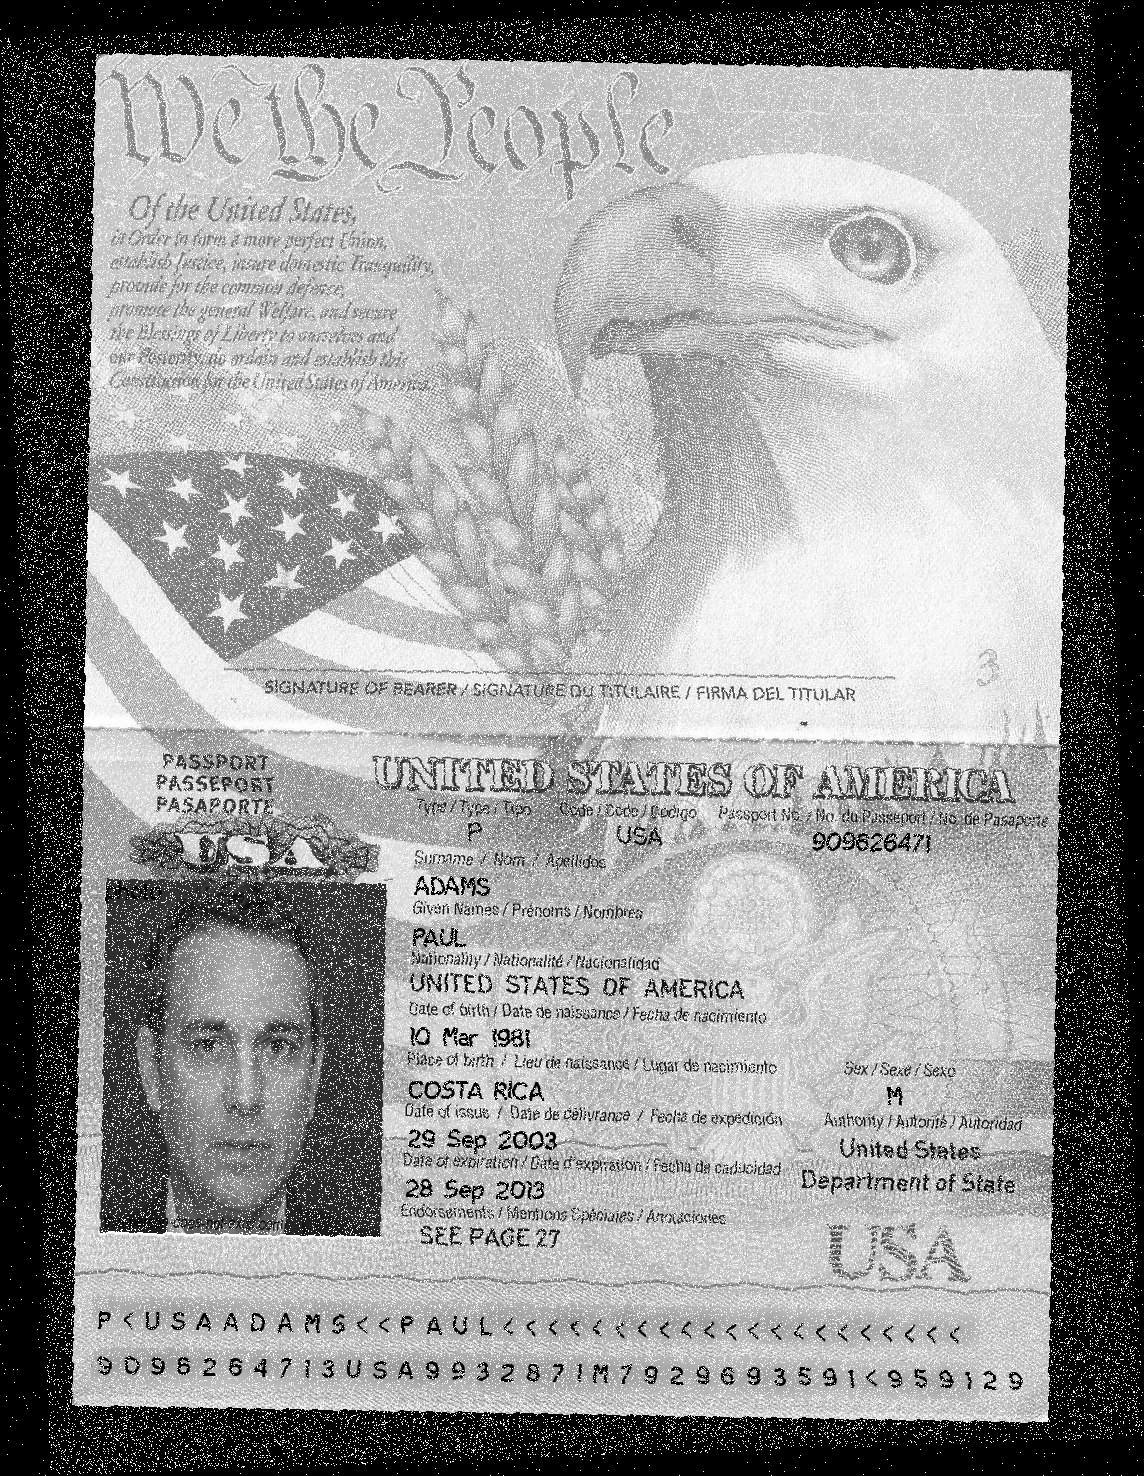 We the People
Of the United States,
in Order to form a more perfect Union,
establish Justice, insure domestic Tranquility,
provide for the common defence,
promote the general Welfare, and secure
the Blessings of Liberty to ourselves and
our Posterity, do ordain and establish this
Constitution for the United States of America.
3
SIGNATURE OF BEARER / SIGNATURE DU TITULAIRE / FIRMA DEL TITULAR
PASSPORT
PASSEPORT
PASAPORTE
USA
UNITED STATES OF AMERICA
Type / Type / Tipo Code / Code / Codigo Passport No. / No. du Passeport / No. de Pasaporte
P USA 909626471
Surname / Nom / Apellidos
ADAMS
Given Names / Prénoms / Nombres
PAUL
Nationality / Nationalité / Nacionalidad
UNITED STATES OF AMERICA
Date of birth / Date de naissance / Fecha de nacimiento
10 Mar 1981
Place of birth / Lieu de naissance / Lugar de nacimiento
Sex / Sexe / Sexo
COSTA RICA
M
Date of issue / Date de délivrance / Fecha de expedición
Authority / Autorité / Autoridad
29 Sep 2003
United States
Date of expiration / Date d'expiration / Fecha de caducidad
Department of State
28 Sep 2013
Endorsements / Mentions Spéciales / Anotaciones
SEE PAGE 27
USA
P<USAADAMS<<PAUL<<<<<<<<<<<<<<<<<<<<<
9098264713USA9932871M7929693591<959129